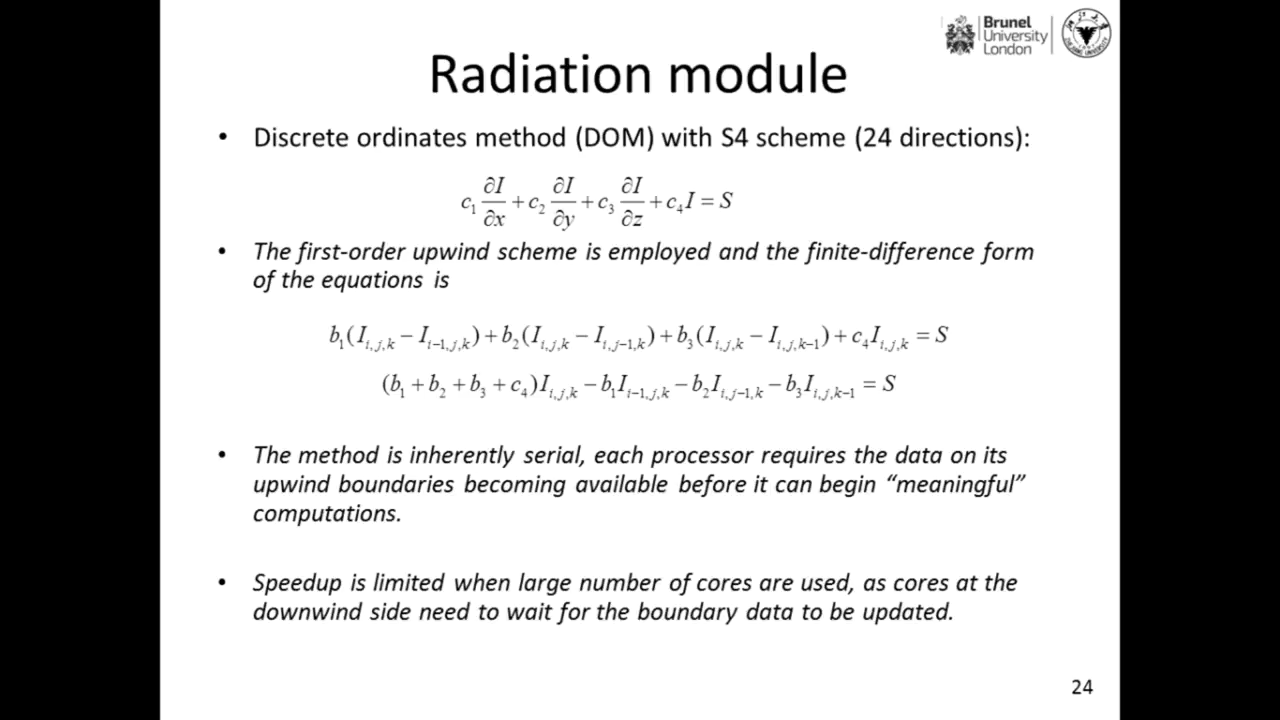 Brunel
University
London
Radiation module
• Discrete ordinates method (DOM) with S4 scheme (24 directions):
c₁ ∂I/∂x + c₂ ∂I/∂y + c₃ ∂I/∂z + c₄I = S
• The first-order upwind scheme is employed and the finite-difference form
of the equations is
b₁(I_{i,j,k} − I_{i−1,j,k}) + b₂(I_{i,j,k} − I_{i,j−1,k}) + b₃(I_{i,j,k} − I_{i,j,k−1}) + c₄I_{i,j,k} = S
(b₁ + b₂ + b₃ + c₄)I_{i,j,k} − b₁I_{i−1,j,k} − b₂I_{i,j−1,k} − b₃I_{i,j,k−1} = S
• The method is inherently serial, each processor requires the data on its
upwind boundaries becoming available before it can begin “meaningful”
computations.
• Speedup is limited when large number of cores are used, as cores at the
downwind side need to wait for the boundary data to be updated.
24